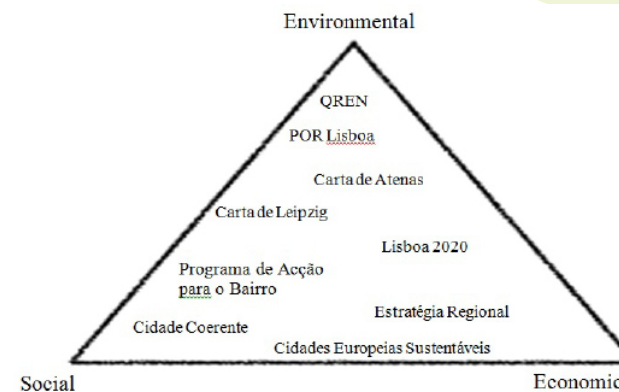 Environmental
QREN
POR Lisboa
Carta de Atenas
Carta de Leipzig
Lisboa 2020
Programa de Acção
para o Bairro
Estratégia Regional
Cidade Coerente
Cidades Europeias Sustentáveis
Social
Economic